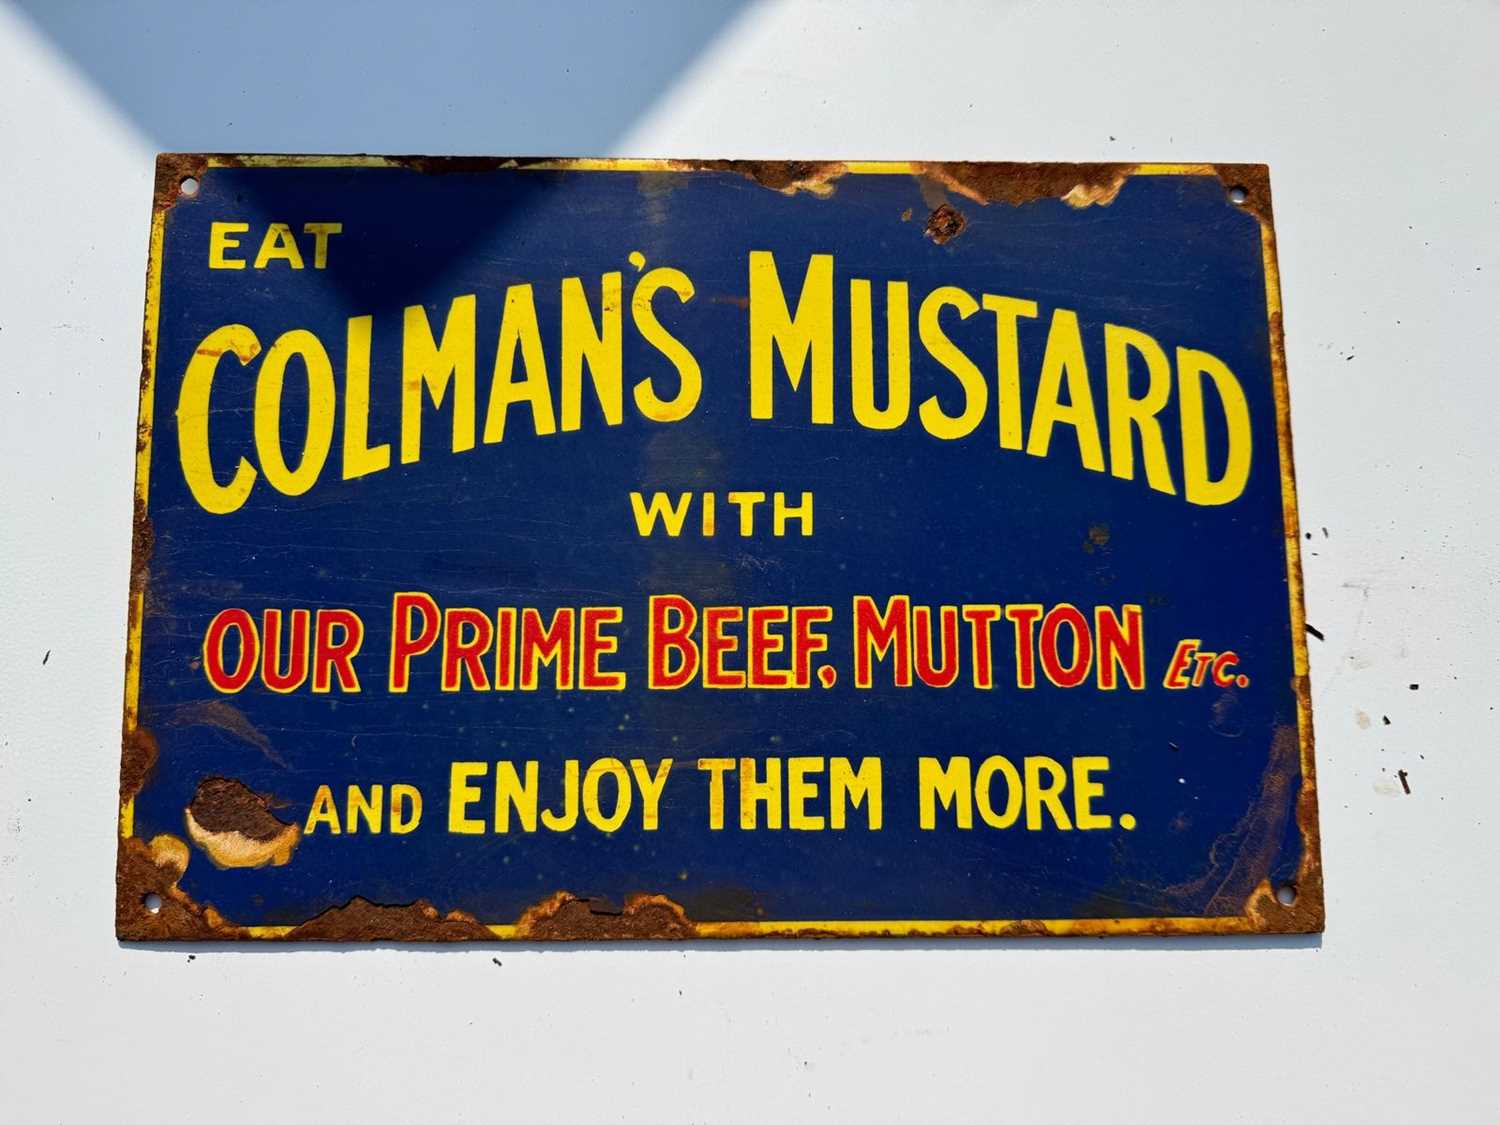 EAT
COLMAN'S MUSTARD
WITH
OUR PRIME BEEF, MUTTON ETC.
AND ENJOY THEM MORE.